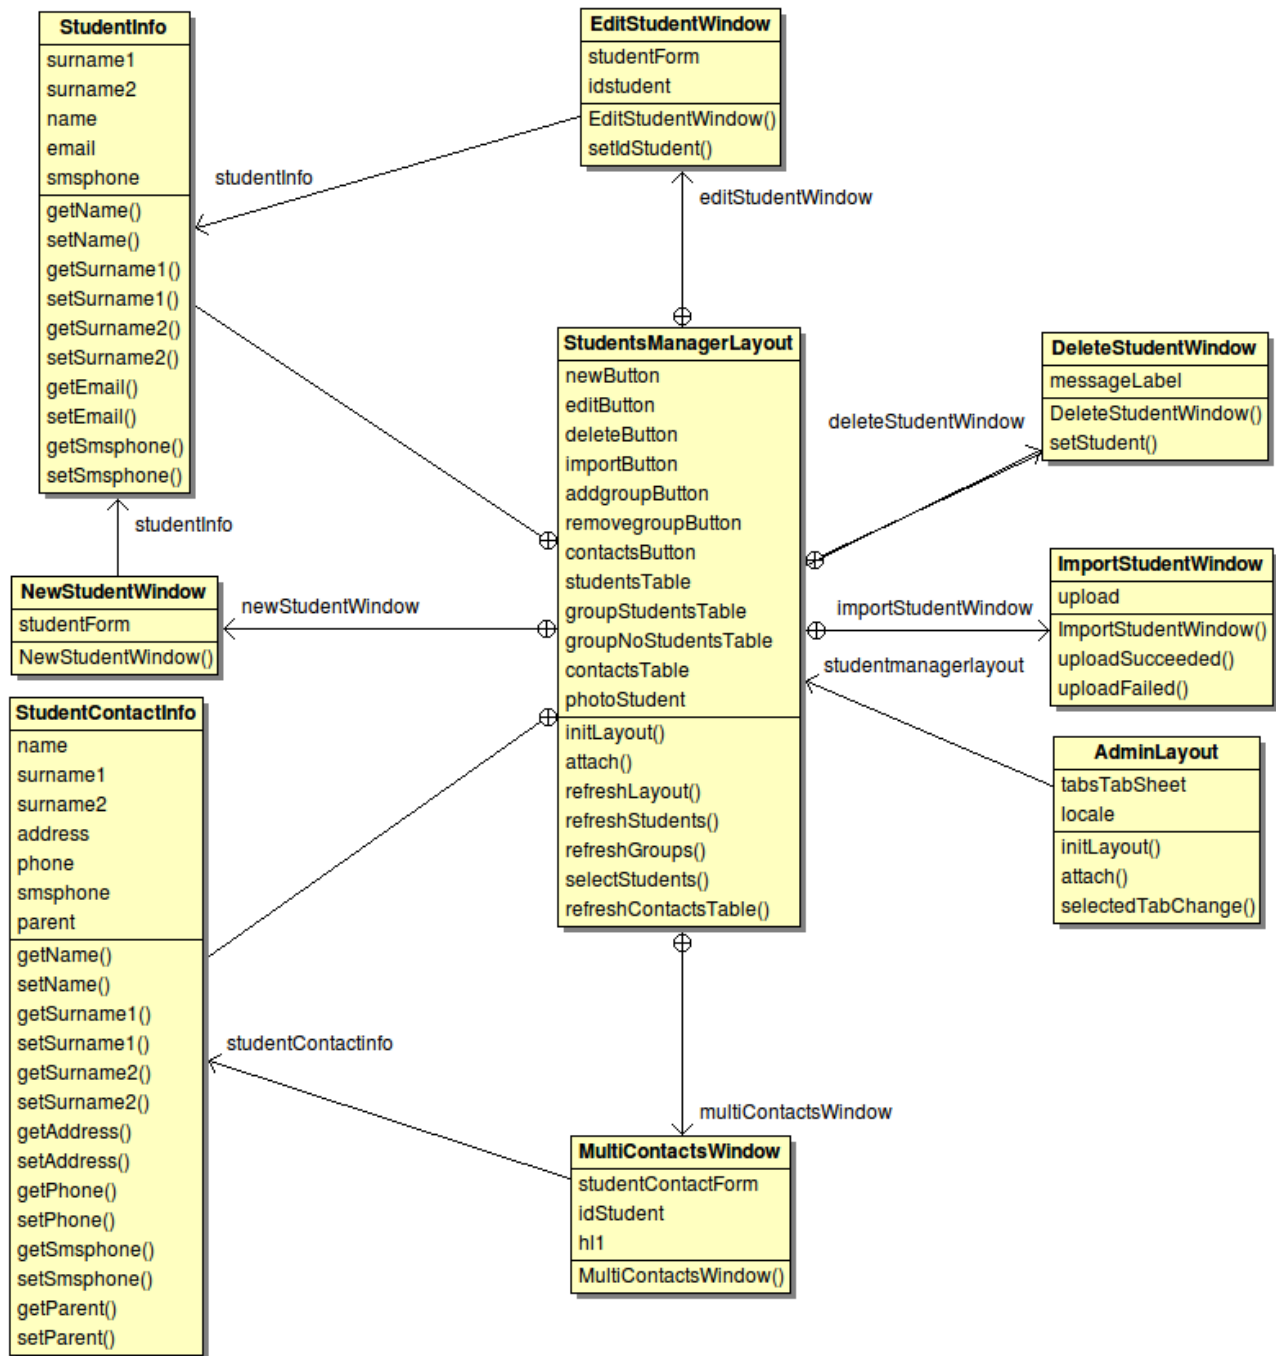 StudentInfo
surname1
surname2
name
email
smsphone
getName()
setName()
getSurname1()
setSurname1()
getSurname2()
setSurname2()
getEmail()
setEmail()
getSmsphone()
setSmsphone()
EditStudentWindow
studentForm
idstudent
EditStudentWindow()
setIdStudent()
studentInfo
editStudentWindow
StudentsManagerLayout
newButton
editButton
deleteButton
importButton
addgroupButton
removegroupButton
contactsButton
studentsTable
groupStudentsTable
groupNoStudentsTable
contactsTable
photoStudent
initLayout()
attach()
refreshLayout()
refreshStudents()
refreshGroups()
selectStudents()
refreshContactsTable()
deleteStudentWindow
DeleteStudentWindow
messageLabel
DeleteStudentWindow()
setStudent()
studentInfo
NewStudentWindow
studentForm
NewStudentWindow()
newStudentWindow
importStudentWindow
ImportStudentWindow
upload
ImportStudentWindow()
uploadSucceeded()
uploadFailed()
studentmanagerlayout
AdminLayout
tabsTabSheet
locale
initLayout()
attach()
selectedTabChange()
StudentContactInfo
name
surname1
surname2
address
phone
smsphone
parent
getName()
setName()
getSurname1()
setSurname1()
getSurname2()
setSurname2()
getAddress()
setAddress()
getPhone()
setPhone()
getSmsphone()
setSmsphone()
getParent()
setParent()
studentContactinfo
multiContactsWindow
MultiContactsWindow
studentContactForm
idStudent
hl1
MultiContactsWindow()